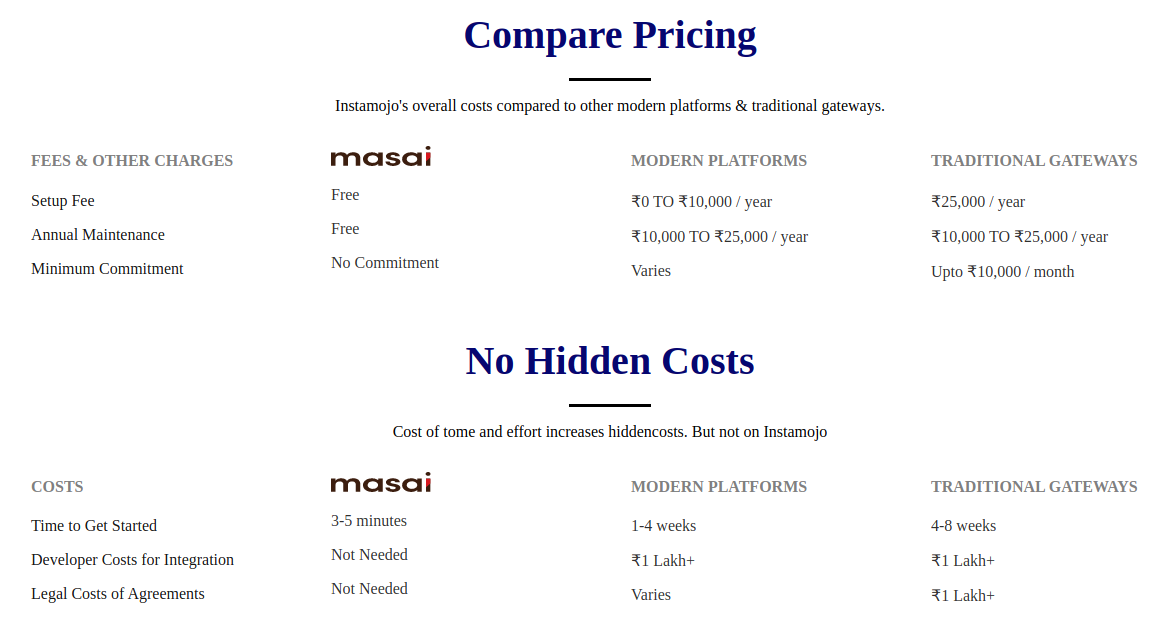 Compare Pricing
Instamojo's overall costs compared to other modern platforms & traditional gateways.
FEES & OTHER CHARGES masai MODERN PLATFORMS TRADITIONAL GATEWAYS
Setup Fee Free ₹0 TO ₹10,000 / year ₹25,000 / year
Annual Maintenance Free ₹10,000 TO ₹25,000 / year ₹10,000 TO ₹25,000 / year
Minimum Commitment No Commitment Varies Upto ₹10,000 / month
No Hidden Costs
Cost of tome and effort increases hiddencosts. But not on Instamojo
COSTS masai MODERN PLATFORMS TRADITIONAL GATEWAYS
Time to Get Started 3-5 minutes 1-4 weeks 4-8 weeks
Developer Costs for Integration Not Needed ₹1 Lakh+ ₹1 Lakh+
Legal Costs of Agreements Not Needed Varies ₹1 Lakh+